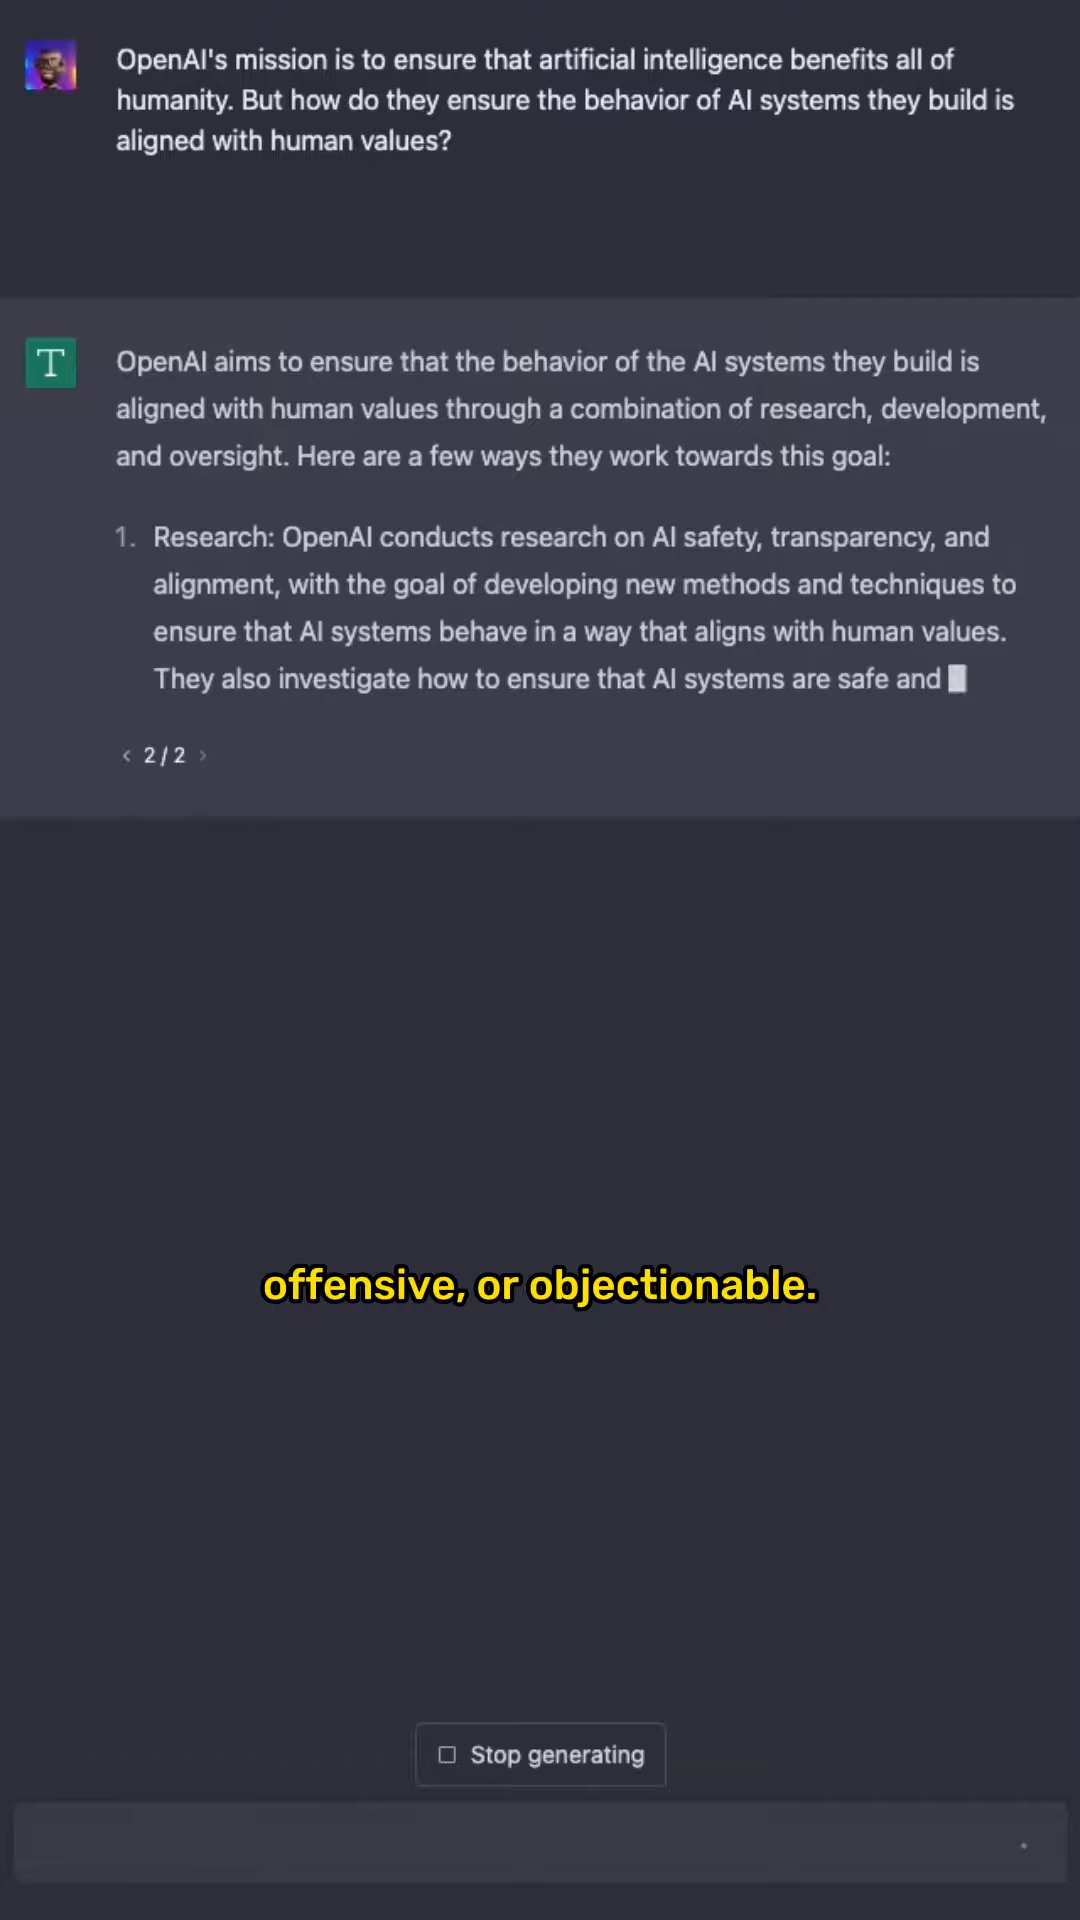 OpenAI's mission is to ensure that artificial intelligence benefits all of
humanity. But how do they ensure the behavior of AI systems they build is
aligned with human values?
T
OpenAI aims to ensure that the behavior of the AI systems they build is
aligned with human values through a combination of research, development,
and oversight. Here are a few ways they work towards this goal:
1. Research: OpenAI conducts research on AI safety, transparency, and
alignment, with the goal of developing new methods and techniques to
ensure that AI systems behave in a way that aligns with human values.
They also investigate how to ensure that AI systems are safe and
< 2 / 2 >
offensive, or objectionable.
Stop generating